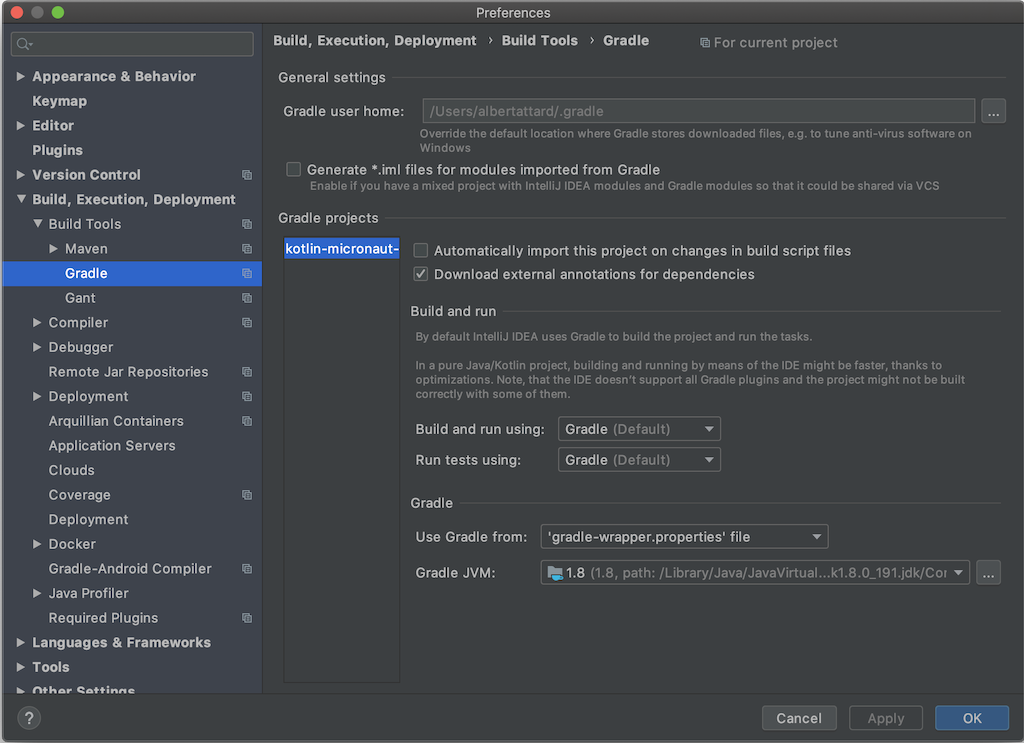 Preferences
Appearance & Behavior
Keymap
Editor
Plugins
Version Control
Build, Execution, Deployment
Build Tools
Maven
Gradle
Gant
Compiler
Debugger
Remote Jar Repositories
Deployment
Arquillian Containers
Application Servers
Clouds
Coverage
Deployment
Docker
Gradle-Android Compiler
Java Profiler
Required Plugins
Languages & Frameworks
Tools
Other Settings
Build, Execution, Deployment › Build Tools › Gradle For current project
General settings
Gradle user home: /Users/albertattard/.gradle ...
Override the default location where Gradle stores downloaded files, e.g. to tune anti-virus software on
Windows
Generate *.iml files for modules imported from Gradle
Enable if you have a mixed project with IntelliJ IDEA modules and Gradle modules so that it could be shared via VCS
Gradle projects
kotlin-micronaut-
Automatically import this project on changes in build script files
Download external annotations for dependencies
Build and run
By default IntelliJ IDEA uses Gradle to build the project and run the tasks.
In a pure Java/Kotlin project, building and running by means of the IDE might be faster, thanks to
optimizations. Note, that the IDE doesn't support all Gradle plugins and the project might not be built
correctly with some of them.
Build and run using: Gradle (Default)
Run tests using: Gradle (Default)
Gradle
Use Gradle from: 'gradle-wrapper.properties' file
Gradle JVM: 1.8 (1.8, path: /Library/Java/JavaVirtual...k1.8.0_191.jdk/Cor ...
? Cancel Apply OK